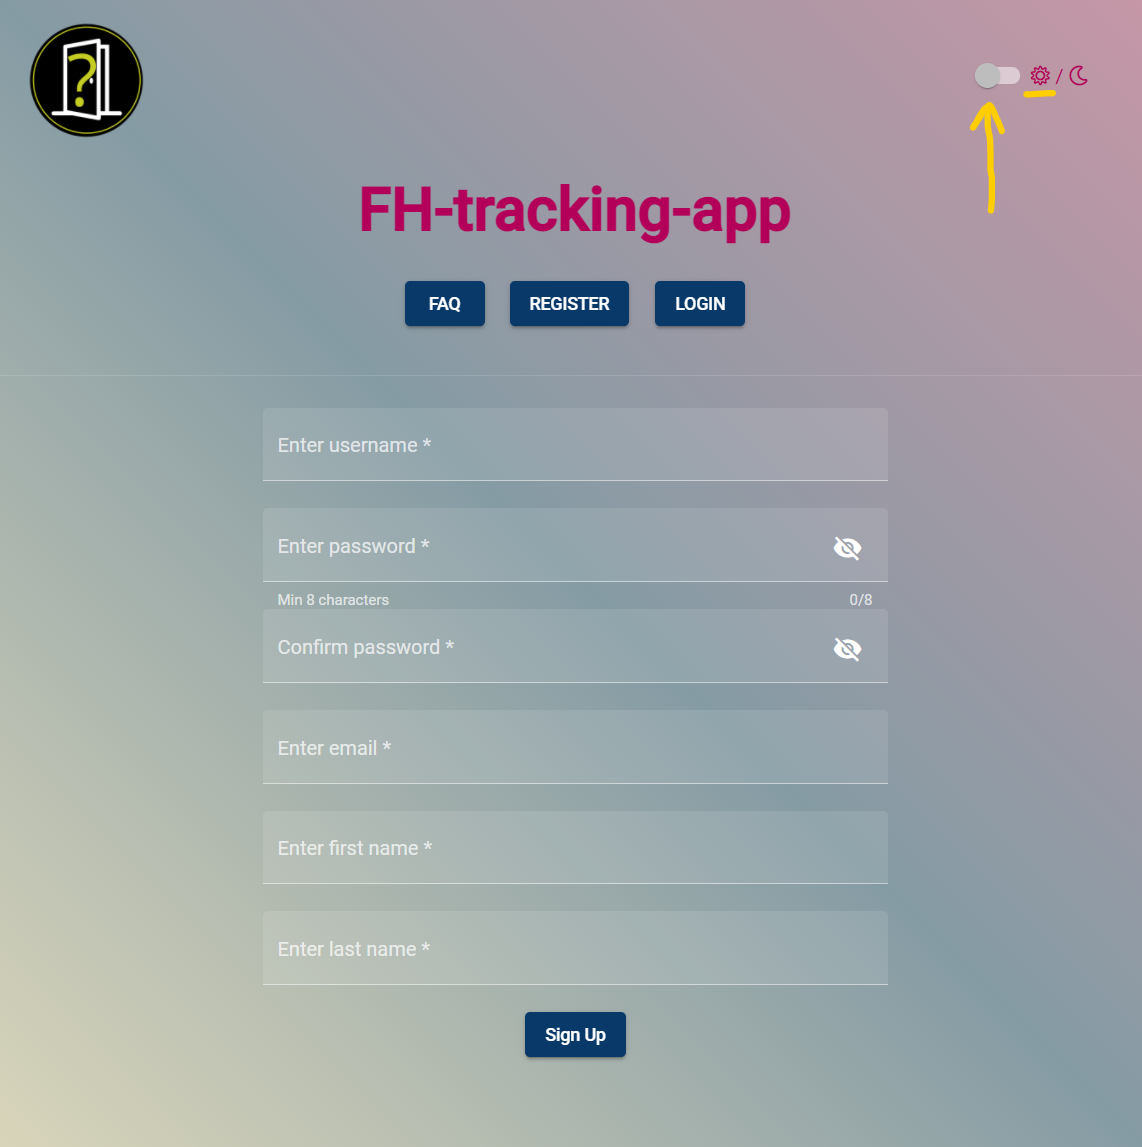 ?
/
FH-tracking-app
FAQ REGISTER LOGIN
Enter username *
Enter password *
Min 8 characters 0/8
Confirm password *
Enter email *
Enter first name *
Enter last name *
Sign Up